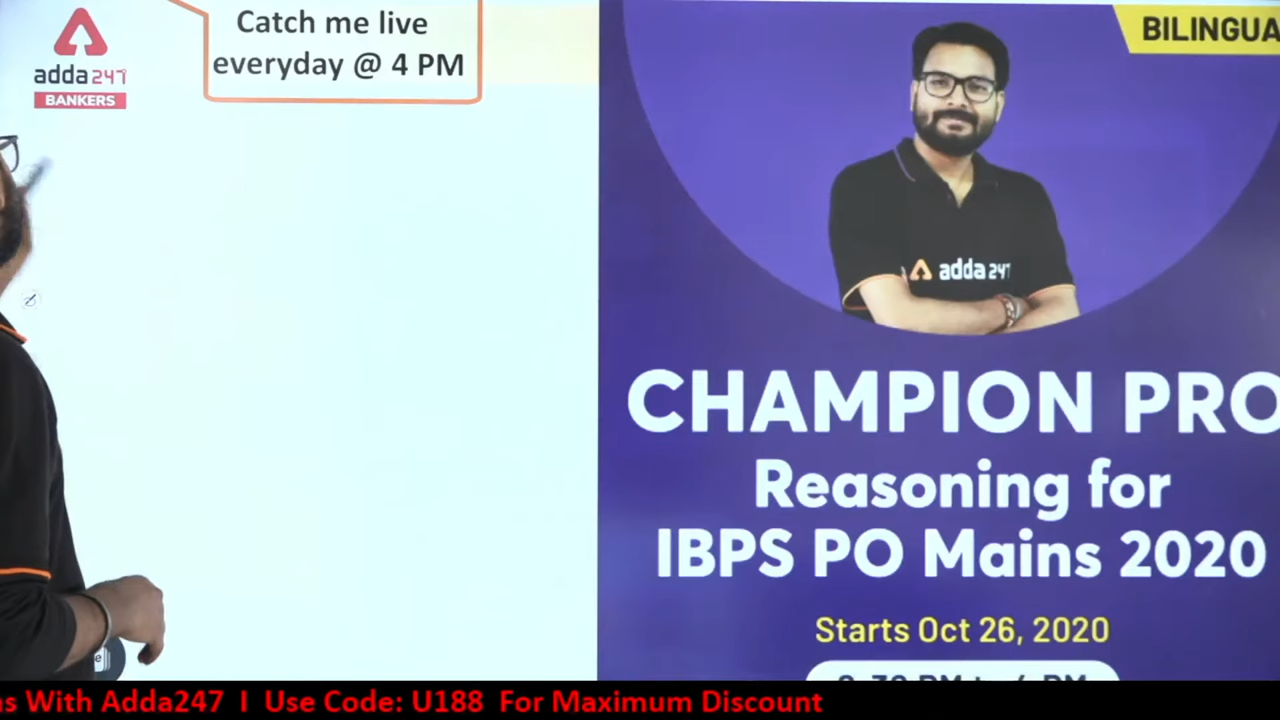 Catch me live
everyday @ 4 PM
adda247
BANKERS
BILINGUA
adda247
CHAMPION PRO
Reasoning for
IBPS PO Mains 2020
Starts Oct 26, 2020
With Adda247 I Use Code: U188 For Maximum Discount